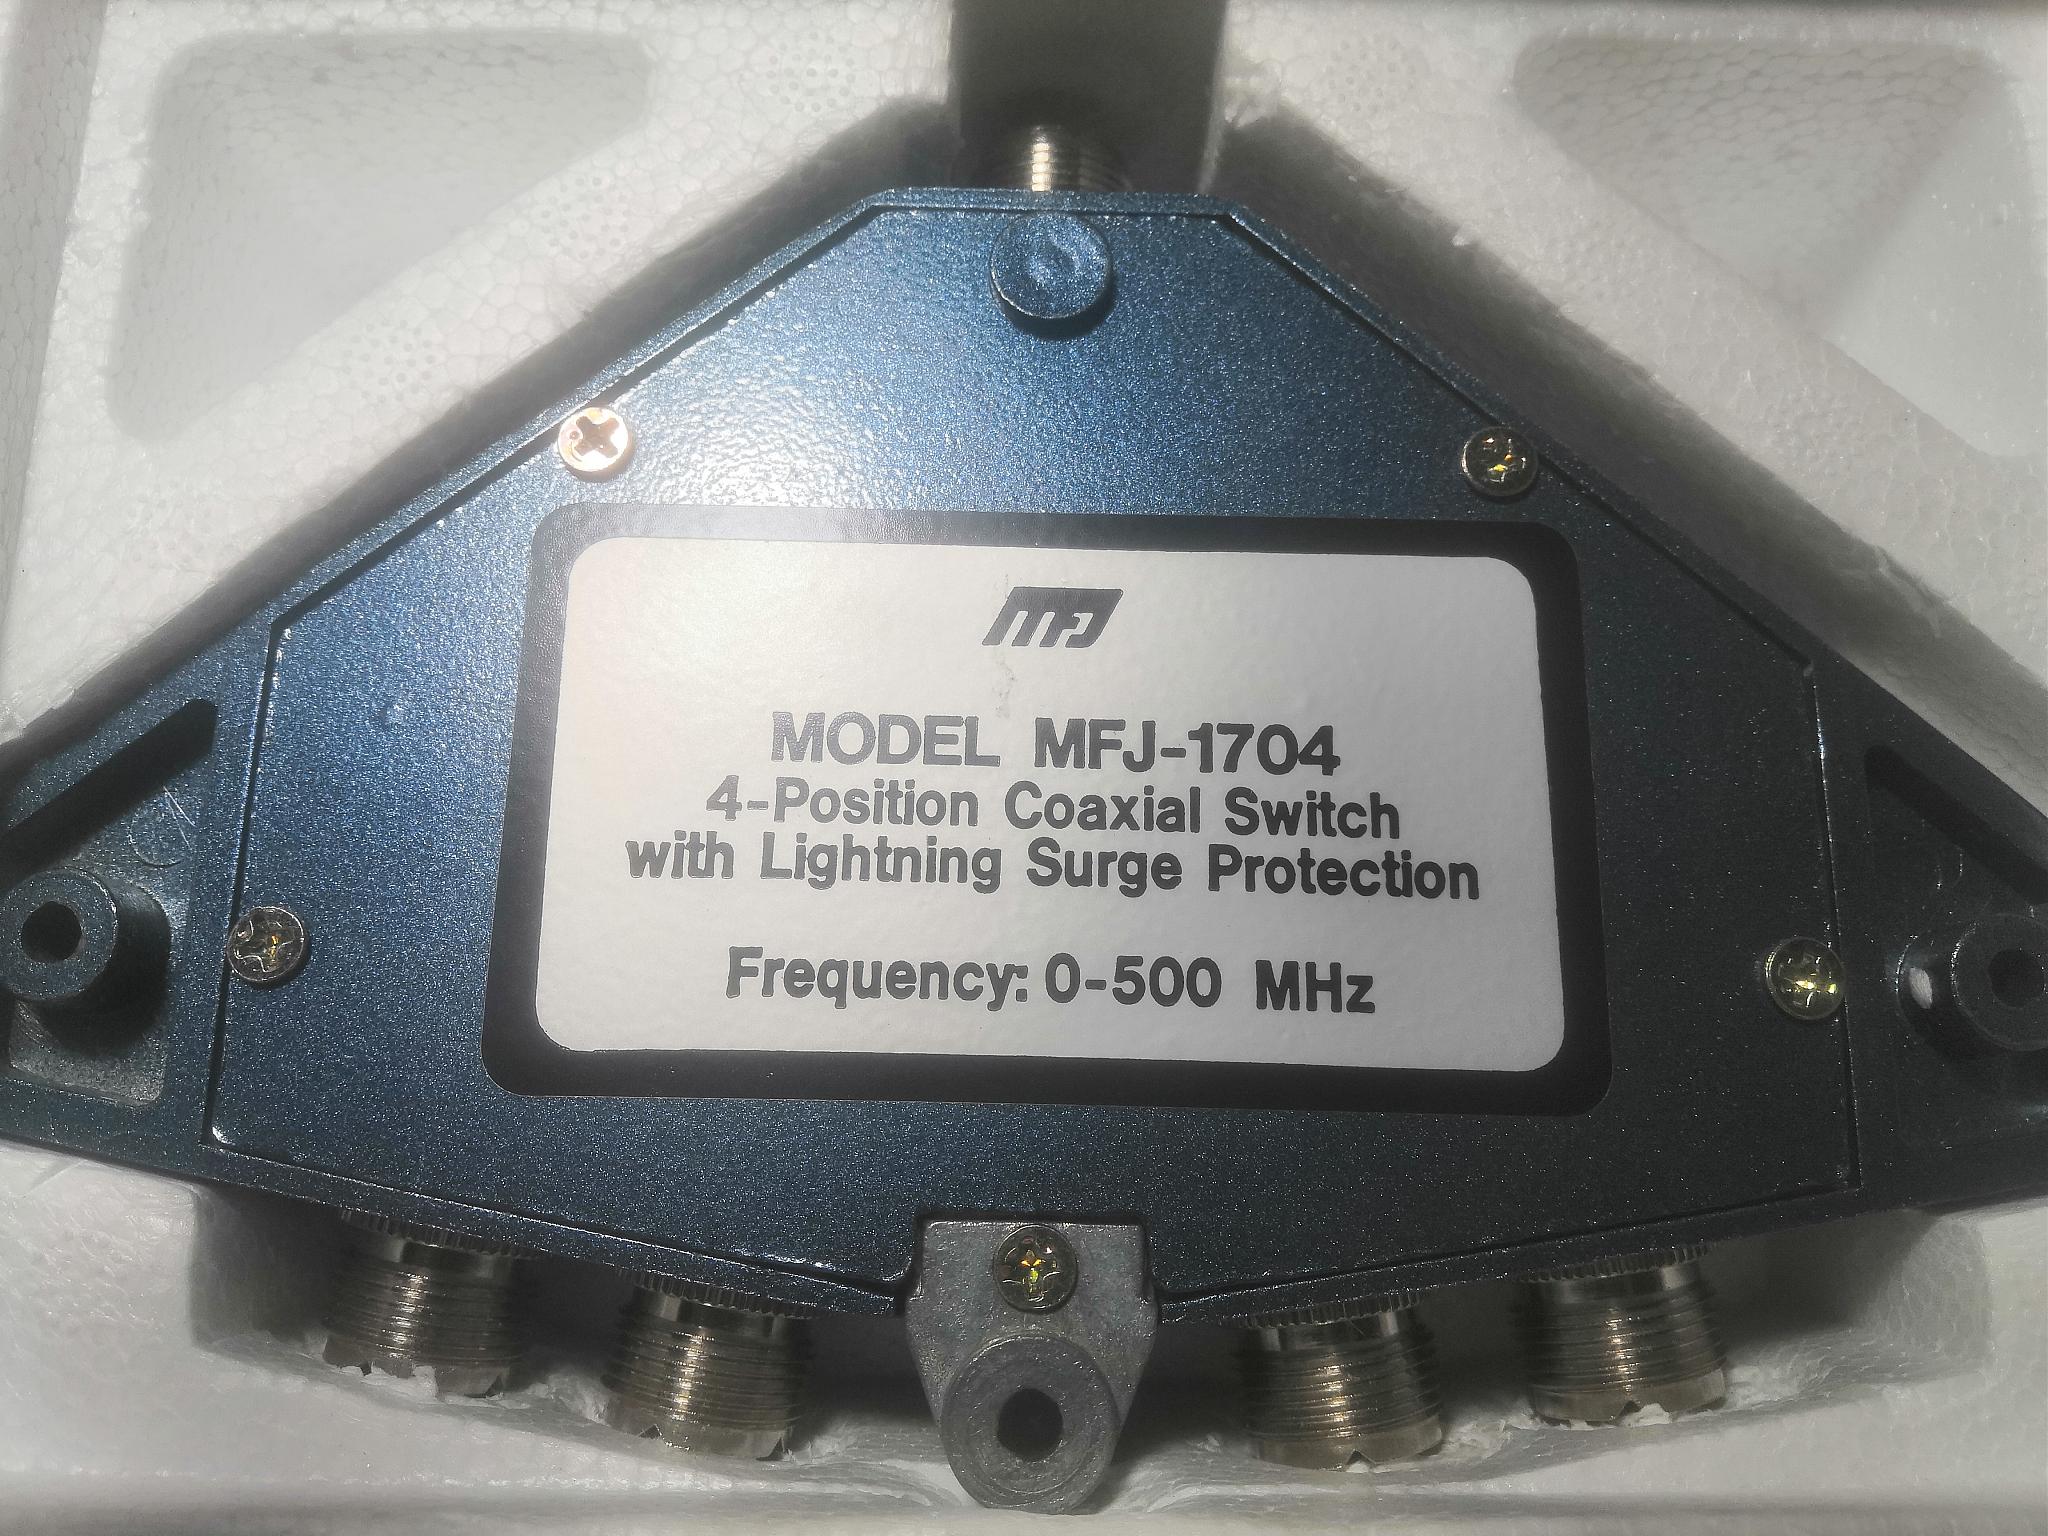 MFJ
MODEL MFJ-1704
4-Position Coaxial Switch
with Lightning Surge Protection
Frequency: 0-500 MHz